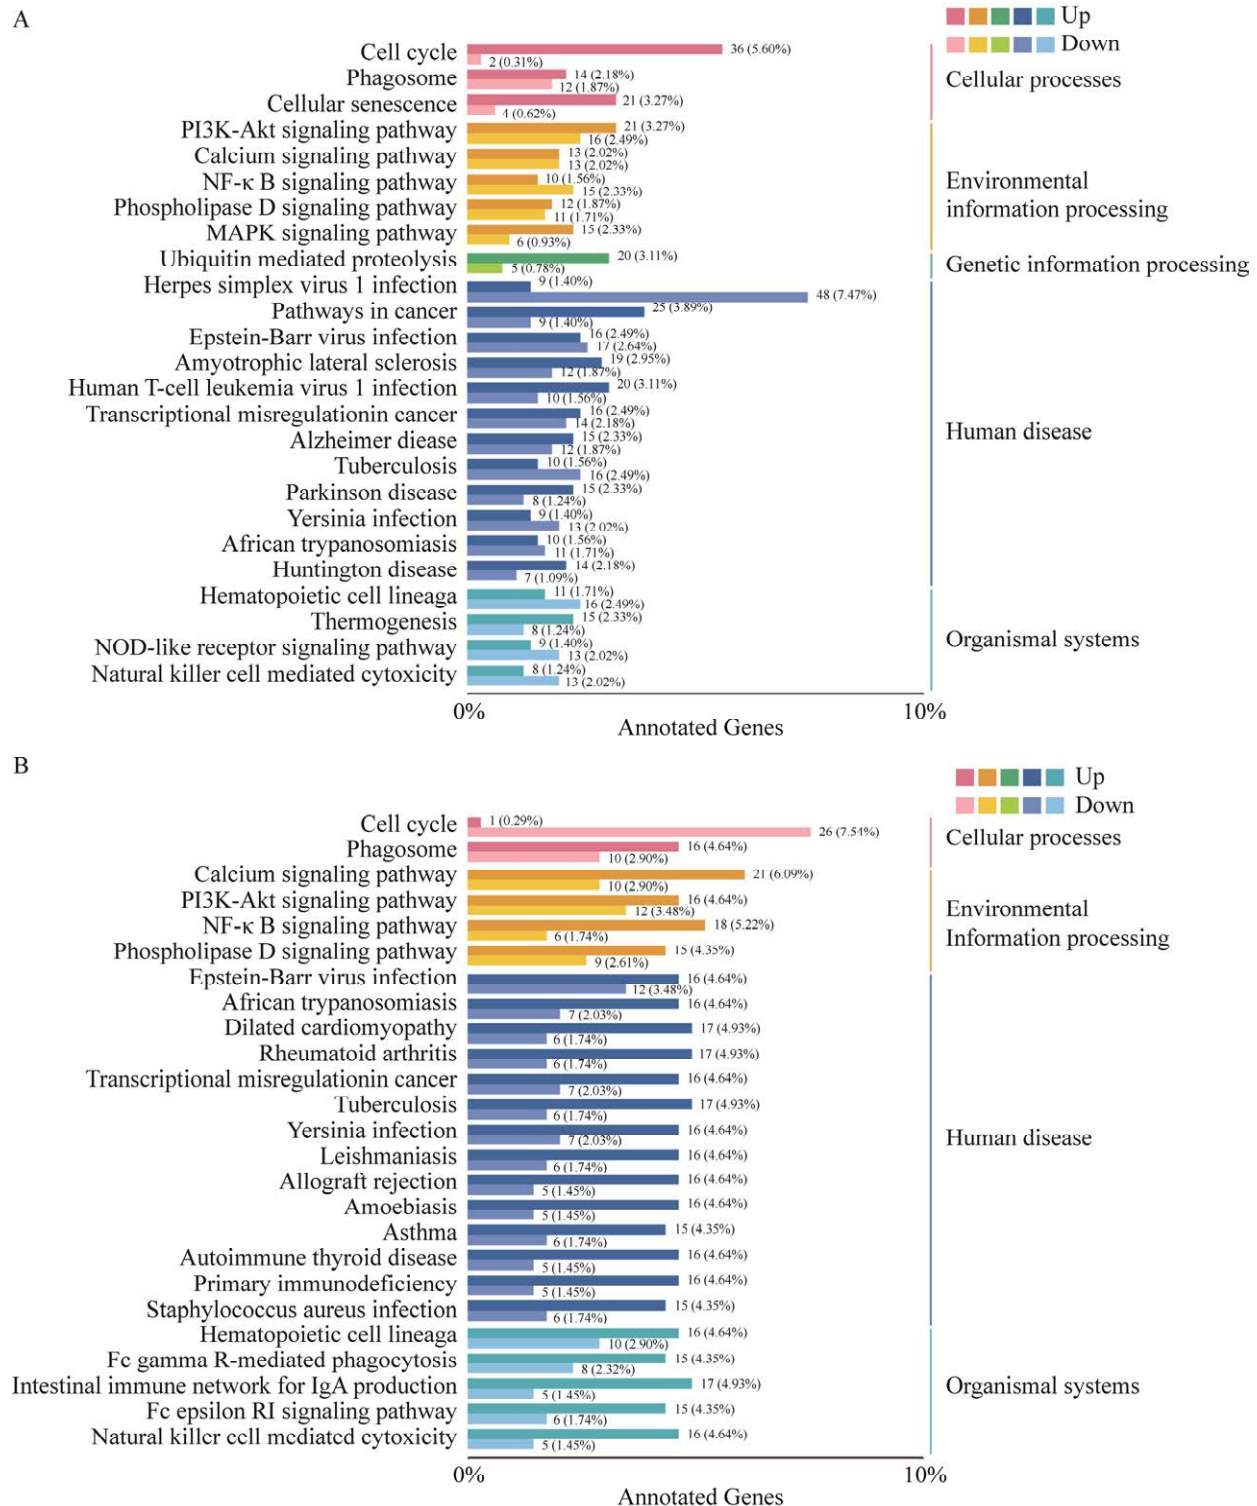 A
Up
Down
Cell cycle
36 (5.60%)
2 (0.31%)
Phagosome
14 (2.18%)
12 (1.87%)
Cellular senescence
21 (3.27%)
4 (0.62%)
Cellular processes
PI3K-Akt signaling pathway
21 (3.27%)
16 (2.49%)
Calcium signaling pathway
13 (2.02%)
13 (2.02%)
NF-κ B signaling pathway
10 (1.56%)
15 (2.33%)
Phospholipase D signaling pathway
12 (1.87%)
11 (1.71%)
MAPK signaling pathway
15 (2.33%)
6 (0.93%)
Environmental
information processing
Ubiquitin mediated proteolysis
20 (3.11%)
5 (0.78%)
Genetic information processing
Herpes simplex virus 1 infection
9 (1.40%)
48 (7.47%)
Pathways in cancer
25 (3.89%)
9 (1.40%)
Epstein-Barr virus infection
16 (2.49%)
17 (2.64%)
Amyotrophic lateral sclerosis
19 (2.95%)
12 (1.87%)
Human T-cell leukemia virus 1 infection
20 (3.11%)
10 (1.56%)
Transcriptional misregulationin cancer
16 (2.49%)
14 (2.18%)
Alzheimer diease
15 (2.33%)
12 (1.87%)
Tuberculosis
10 (1.56%)
16 (2.49%)
Parkinson disease
15 (2.33%)
8 (1.24%)
Yersinia infection
9 (1.40%)
13 (2.02%)
African trypanosomiasis
10 (1.56%)
11 (1.71%)
Huntington disease
14 (2.18%)
7 (1.09%)
Human disease
Hematopoietic cell lineaga
11 (1.71%)
16 (2.49%)
Thermogenesis
15 (2.33%)
8 (1.24%)
NOD-like receptor signaling pathway
9 (1.40%)
13 (2.02%)
Natural killer cell mediated cytoxicity
8 (1.24%)
13 (2.02%)
Organismal systems
0%
10%
Annotated Genes
B
Up
Down
Cell cycle
1 (0.29%)
26 (7.54%)
Phagosome
16 (4.64%)
10 (2.90%)
Cellular processes
Calcium signaling pathway
21 (6.09%)
10 (2.90%)
PI3K-Akt signaling pathway
16 (4.64%)
12 (3.48%)
NF-κ B signaling pathway
18 (5.22%)
6 (1.74%)
Phospholipase D signaling pathway
15 (4.35%)
9 (2.61%)
Environmental
Information processing
Epstein-Barr virus infection
16 (4.64%)
12 (3.48%)
African trypanosomiasis
16 (4.64%)
7 (2.03%)
Dilated cardiomyopathy
17 (4.93%)
6 (1.74%)
Rheumatoid arthritis
17 (4.93%)
6 (1.74%)
Transcriptional misregulationin cancer
16 (4.64%)
7 (2.03%)
Tuberculosis
17 (4.93%)
6 (1.74%)
Yersinia infection
16 (4.64%)
7 (2.03%)
Leishmaniasis
16 (4.64%)
6 (1.74%)
Allograft rejection
16 (4.64%)
5 (1.45%)
Amoebiasis
16 (4.64%)
5 (1.45%)
Asthma
15 (4.35%)
6 (1.74%)
Autoimmune thyroid disease
16 (4.64%)
5 (1.45%)
Primary immunodeficiency
16 (4.64%)
5 (1.45%)
Staphylococcus aureus infection
15 (4.35%)
6 (1.74%)
Human disease
Hematopoietic cell lineaga
16 (4.64%)
10 (2.90%)
Fc gamma R-mediated phagocytosis
15 (4.35%)
8 (2.32%)
Intestinal immune network for IgA production
17 (4.93%)
5 (1.45%)
Fc epsilon RI signaling pathway
15 (4.35%)
6 (1.74%)
Natural killer cell mediated cytoxicity
16 (4.64%)
5 (1.45%)
Organismal systems
0%
10%
Annotated Genes